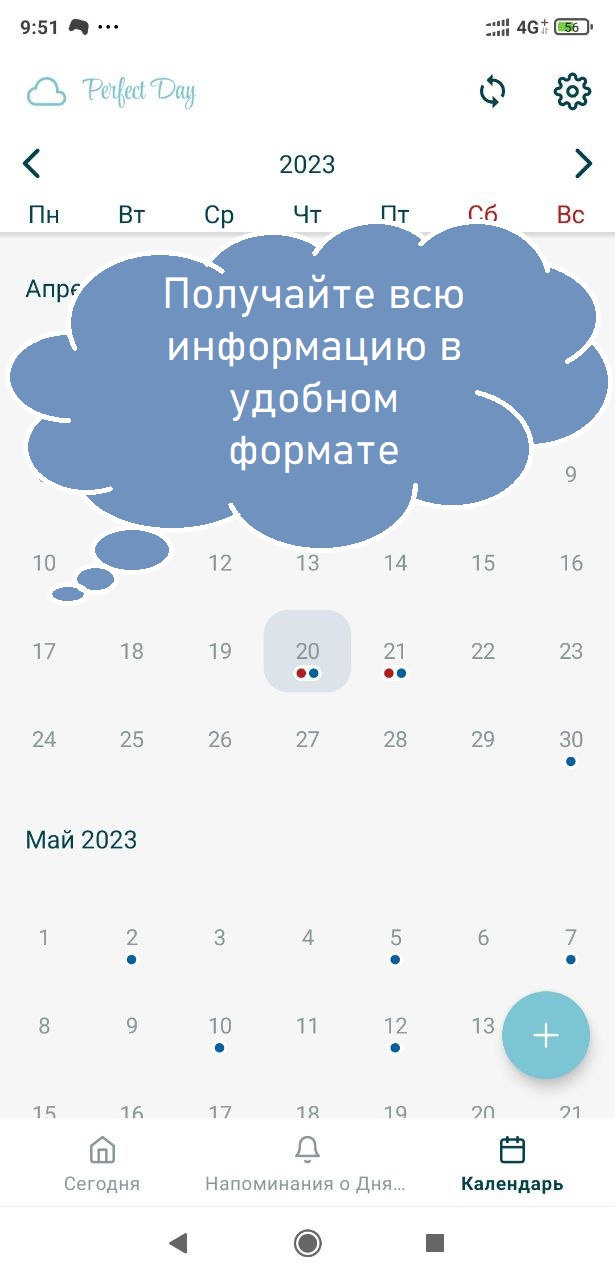 9:51 4G 56
Perfect Day
2023
Пн Вт Ср Чт Пт Сб Вс
Получайте всю
информацию в
удобном
формате
9
10 12 13 14 15 16
17 18 19 20 21 22 23
24 25 26 27 28 29 30
Май 2023
1 2 3 4 5 6 7
8 9 10 11 12 13
15 16 17 18 19 20 21
Сегодня Напоминания о Дня... Календарь